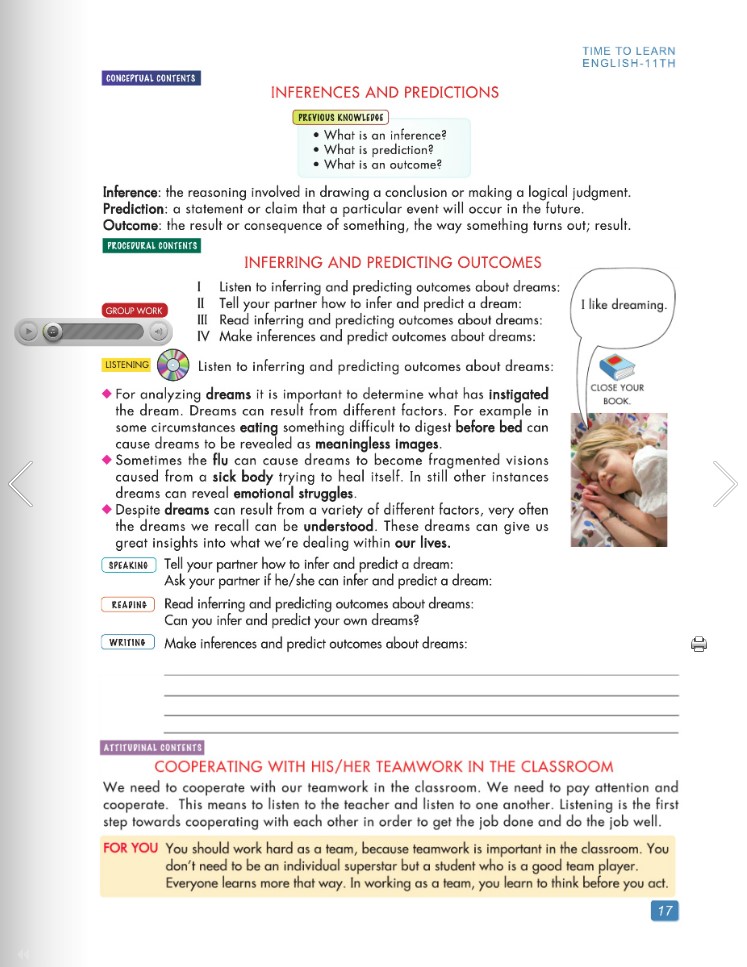 TIME TO LEARN
ENGLISH-11TH
CONCEPTUAL CONTENTS
INFERENCES AND PREDICTIONS
PREVIOUS KNOWLEDGE
• What is an inference?
• What is prediction?
• What is an outcome?
Inference: the reasoning involved in drawing a conclusion or making a logical judgment.
Prediction: a statement or claim that a particular event will occur in the future.
Outcome: the result or consequence of something, the way something turns out; result.
PROCEDURAL CONTENTS
INFERRING AND PREDICTING OUTCOMES
I Listen to inferring and predicting outcomes about dreams:
II Tell your partner how to infer and predict a dream:
GROUP WORK
III Read inferring and predicting outcomes about dreams:
IV Make inferences and predict outcomes about dreams:
I like dreaming.
LISTENING Listen to inferring and predicting outcomes about dreams:
CLOSE YOUR
BOOK.
◆ For analyzing dreams it is important to determine what has instigated
the dream. Dreams can result from different factors. For example in
some circumstances eating something difficult to digest before bed can
cause dreams to be revealed as meaningless images.
◆ Sometimes the flu can cause dreams to become fragmented visions
caused from a sick body trying to heal itself. In still other instances
dreams can reveal emotional struggles.
◆ Despite dreams can result from a variety of different factors, very often
the dreams we recall can be understood. These dreams can give us
great insights into what we're dealing within our lives.
SPEAKING Tell your partner how to infer and predict a dream:
Ask your partner if he/she can infer and predict a dream:
READING Read inferring and predicting outcomes about dreams:
Can you infer and predict your own dreams?
WRITING Make inferences and predict outcomes about dreams:
ATTITUDINAL CONTENTS
COOPERATING WITH HIS/HER TEAMWORK IN THE CLASSROOM
We need to cooperate with our teamwork in the classroom. We need to pay attention and
cooperate. This means to listen to the teacher and listen to one another. Listening is the first
step towards cooperating with each other in order to get the job done and do the job well.
FOR YOU You should work hard as a team, because teamwork is important in the classroom. You
don't need to be an individual superstar but a student who is a good team player.
Everyone learns more that way. In working as a team, you learn to think before you act.
17